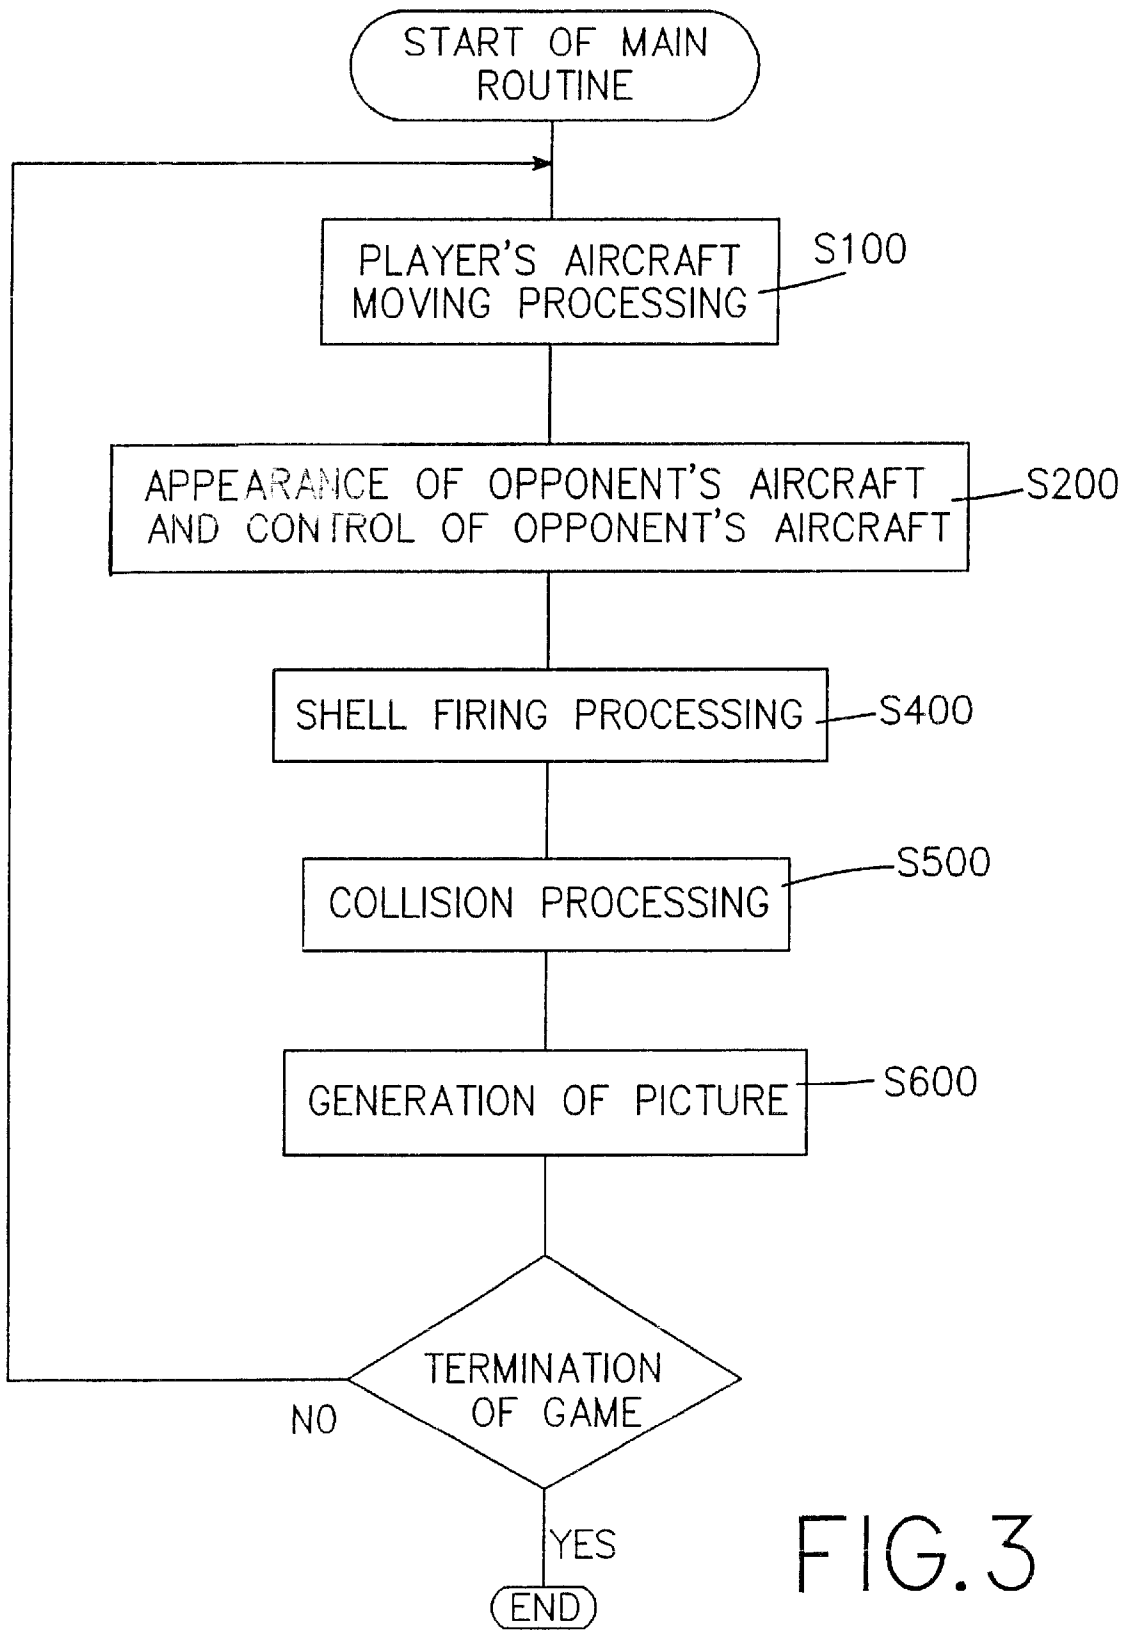 START OF MAIN
ROUTINE
PLAYER'S AIRCRAFT
MOVING PROCESSING
S100
APPEARANCE OF OPPONENT'S AIRCRAFT
AND CONTROL OF OPPONENT'S AIRCRAFT
S200
SHELL FIRING PROCESSING
S400
COLLISION PROCESSING
S500
GENERATION OF PICTURE
S600
TERMINATION
OF GAME
NO
YES
END
FIG. 3